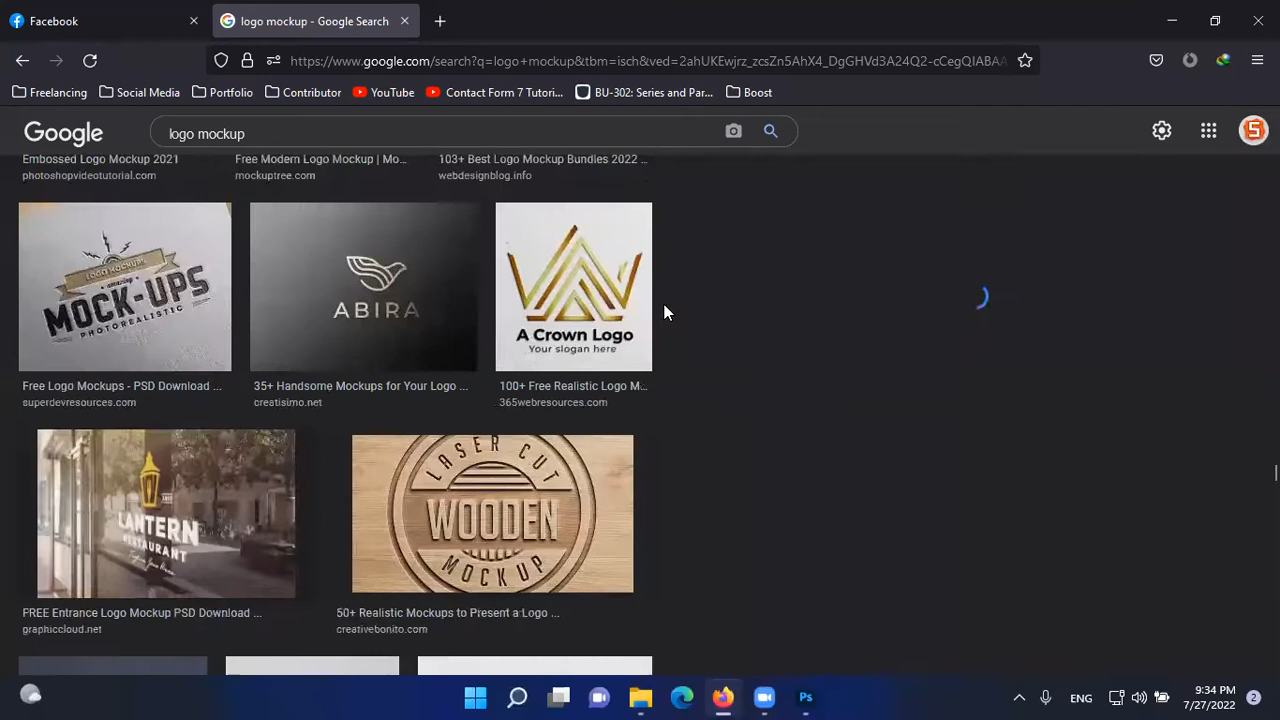 Facebook
logo mockup - Google Search
https://www.google.com/search?q=logo+mockup&tbm=isch&ved=2ahUKEwjrz_zcsZn5AhX4_DgGHVd3A24Q2-cCegQIABAA
Freelancing
Social Media
Portfolio
Contributor
YouTube
Contact Form 7 Tutori...
BU-302: Series and Par...
Boost
Google
logo mockup
Embossed Logo Mockup 2021
Free Modern Logo Mockup | Mo...
103+ Best Logo Mockup Bundles 2022 ...
photoshopvideotutorial.com
mockuptree.com
webdesignblog.info
LOGO MOCKUPS
amazing
MOCK-UPS
PHOTOREALISTIC
ABIRA
A Crown Logo
Your slogan here
Free Logo Mockups - PSD Download ...
35+ Handsome Mockups for Your Logo ...
100+ Free Realistic Logo M...
superdevresources.com
creatisimo.net
365webresources.com
LANTERN
RESTAURANT
LASER CUT
WOODEN
MOCKUP
FREE Entrance Logo Mockup PSD Download ...
50+ Realistic Mockups to Present a Logo ...
graphiccloud.net
creativebonito.com
Ps
ENG
9:34 PM
7/27/2022
2